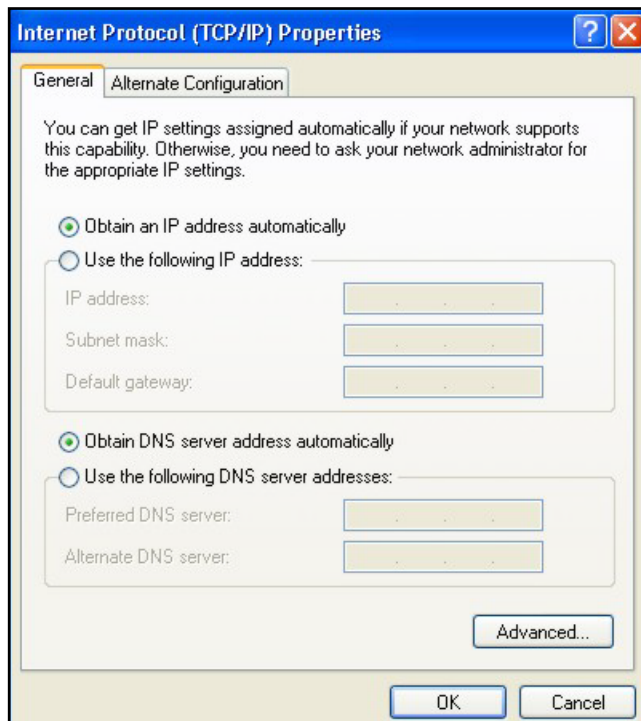 Internet Protocol (TCP/IP) Properties
General
Alternate Configuration
You can get IP settings assigned automatically if your network supports
this capability. Otherwise, you need to ask your network administrator for
the appropriate IP settings.
Obtain an IP address automatically
Use the following IP address:
IP address:
Subnet mask:
Default gateway:
Obtain DNS server address automatically
Use the following DNS server addresses:
Preferred DNS server:
Alternate DNS server:
Advanced...
OK
Cancel